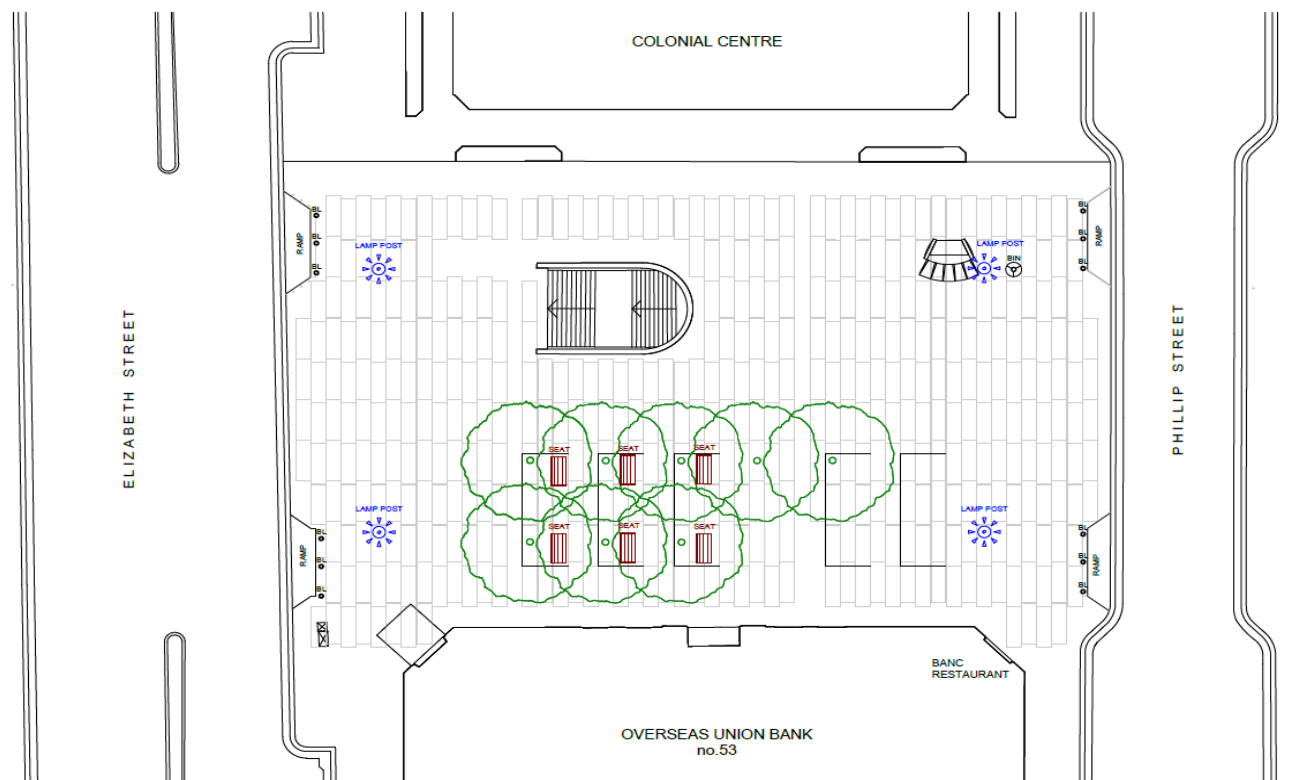 COLONIAL CENTRE
BL
BL
BL
RAMP
LAMP POST
BL
BL
BL
RAMP
LAMP POST
BIN
ELIZABETH STREET
PHILLIP STREET
SEAT
SEAT
SEAT
LAMP POST
LAMP POST
SEAT
SEAT
SEAT
BL
BL
BL
RAMP
BL
BL
BL
RAMP
BANC
RESTAURANT
OVERSEAS UNION BANK
no.53